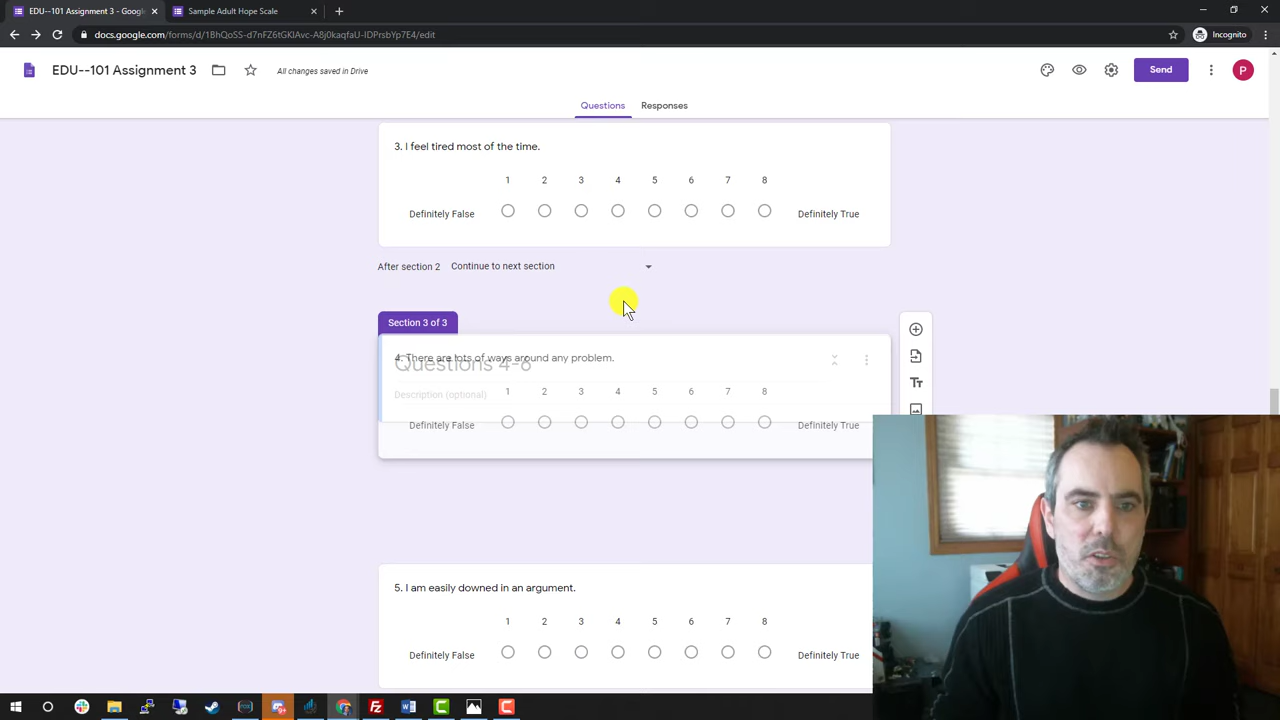 EDU--101 Assignment 3 - Googl
Sample Adult Hope Scale
docs.google.com/forms/d/
/edit
Incognito
EDU--101 Assignment 3
All changes saved in Drive
Send
P
Questions
Responses
3. I feel tired most of the time.
1 2 3 4 5 6 7 8
Definitely False
Definitely True
After section 2 Continue to next section
Section 3 of 3
4. There are lots of ways around any problem.
Questions 4-6
1 2 3 4 5 6 7 8
Description (optional)
Definitely False
Definitely True
Tт
5. I am easily downed in an argument.
1 2 3 4 5 6 7 8
Definitely False
Definitely True